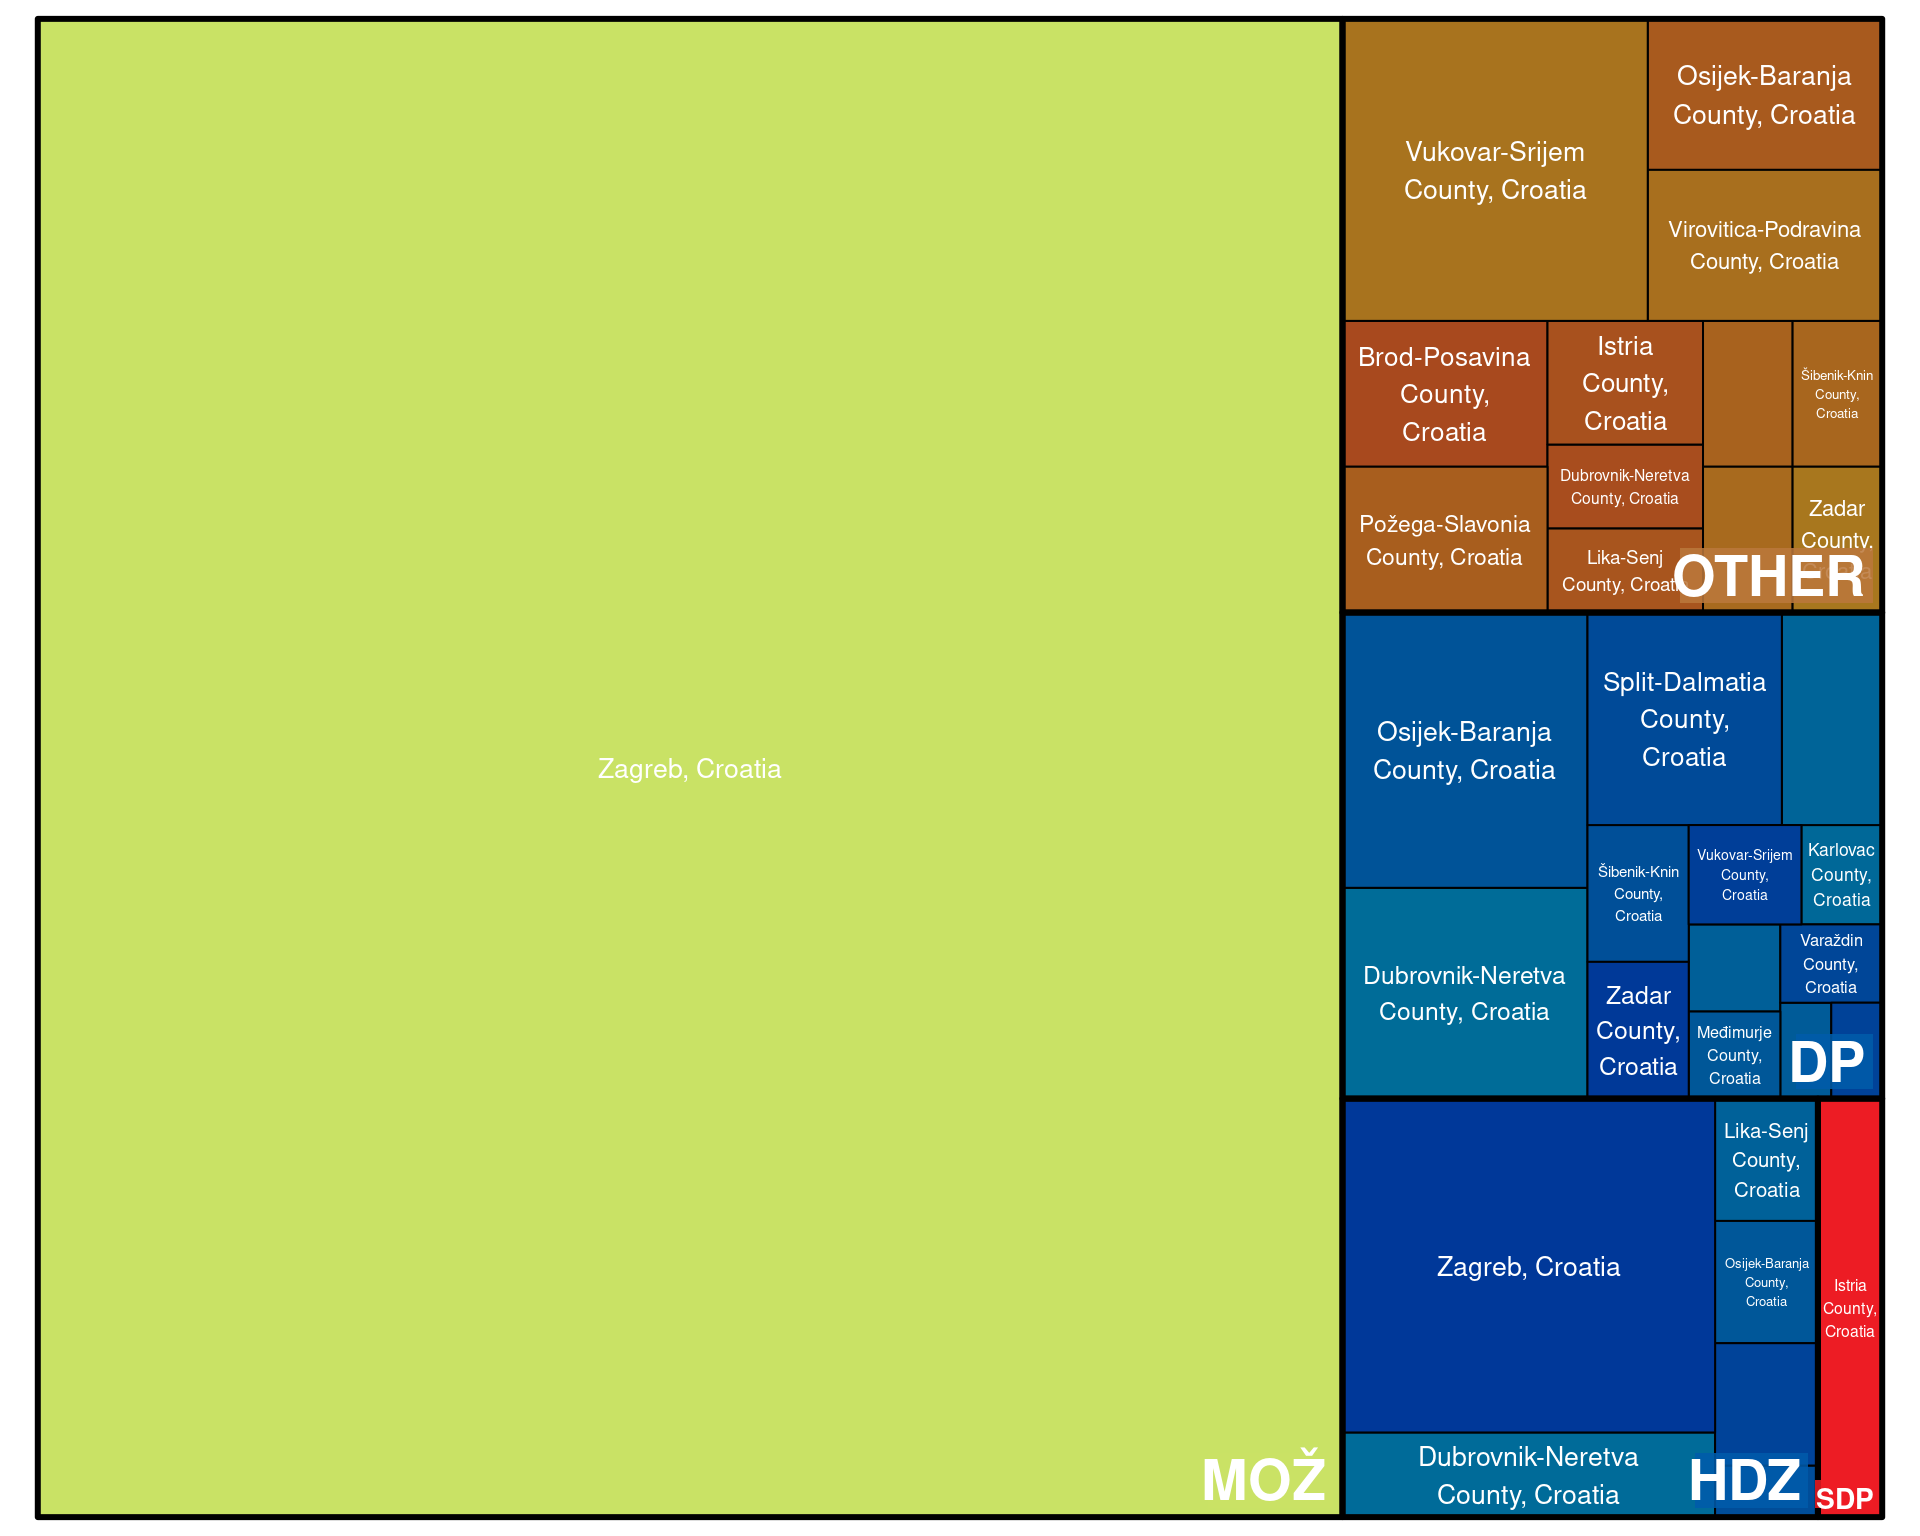 Zagreb, Croatia
MOŽ
Vukovar-Srijem
County, Croatia
Osijek-Baranja
County, Croatia
Virovitica-Podravina
County, Croatia
Brod-Posavina
County,
Croatia
Istria
County,
Croatia
Šibenik-Knin
County,
Croatia
Dubrovnik-Neretva
County, Croatia
Požega-Slavonia
County, Croatia
Lika-Senj
County, Croatia
Zadar
County,
Croatia
OTHER
Osijek-Baranja
County, Croatia
Split-Dalmatia
County,
Croatia
Dubrovnik-Neretva
County, Croatia
Šibenik-Knin
County,
Croatia
Vukovar-Srijem
County,
Croatia
Karlovac
County,
Croatia
Zadar
County,
Croatia
Varaždin
County,
Croatia
Međimurje
County,
Croatia
DP
Zagreb, Croatia
Lika-Senj
County,
Croatia
Osijek-Baranja
County,
Croatia
Dubrovnik-Neretva
County, Croatia
HDZ
Istria
County,
Croatia
SDP